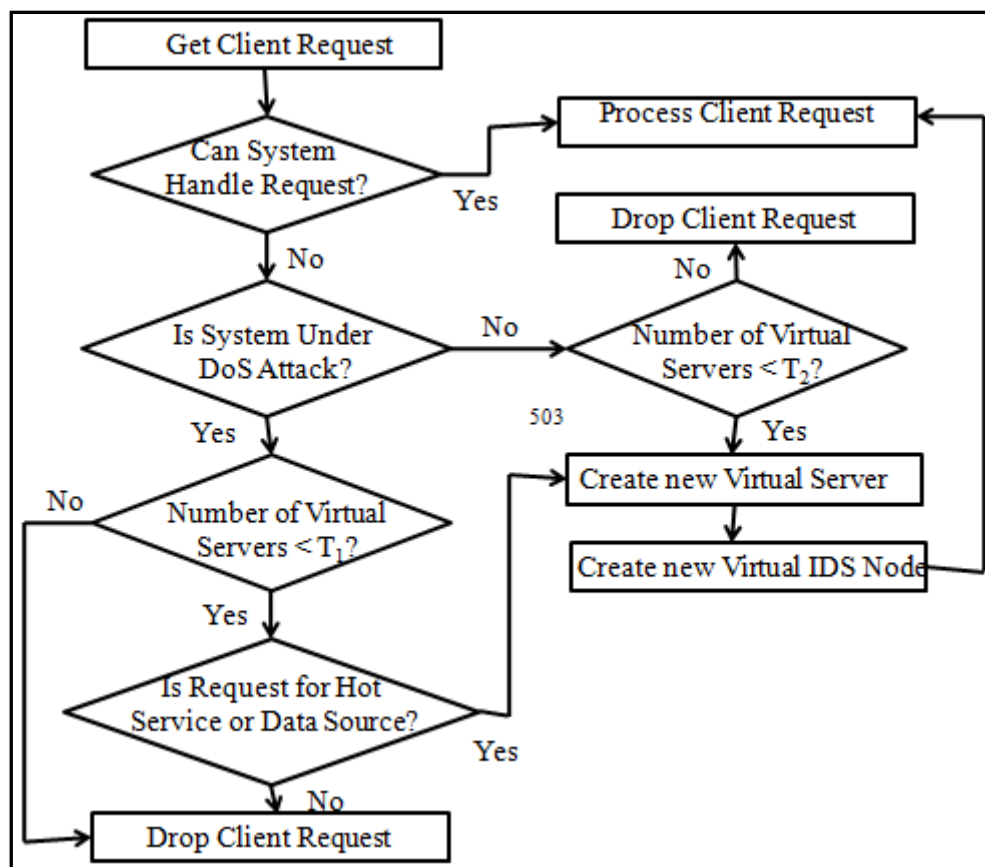 Get Client Request
Process Client Request
Can System
Handle Request?
Yes
Drop Client Request
No
No
Is System Under
DoS Attack?
No
Number of Virtual
Servers < T₂?
503
Yes
Yes
No
Create new Virtual Server
Number of Virtual
Servers < T₁?
Create new Virtual IDS Node
Yes
Is Request for Hot
Service or Data Source?
Yes
No
Drop Client Request